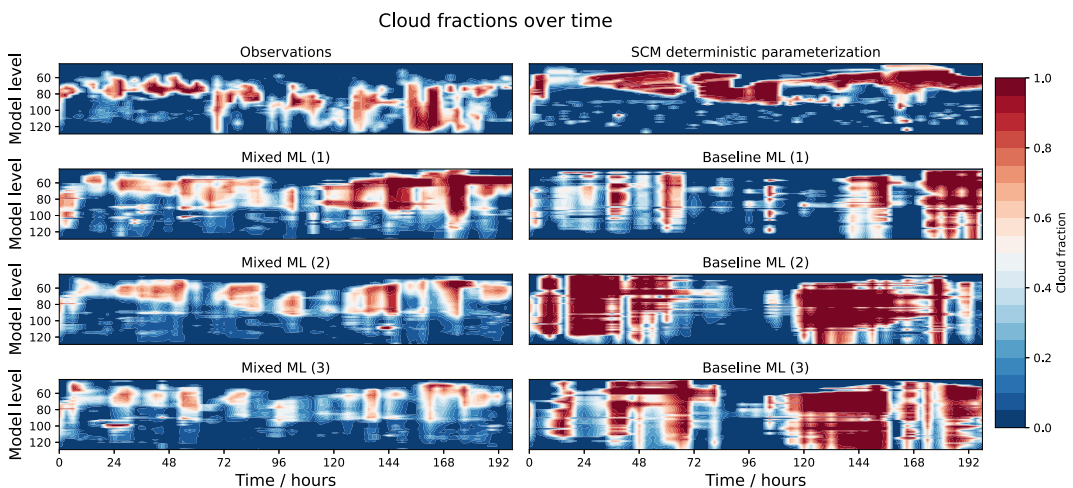 Cloud fractions over time
Observations
SCM deterministic parameterization
Model level
60
80
100
120
1.0
0.8
0.6
0.4
0.2
0.0
Cloud fraction
Mixed ML (1)
Baseline ML (1)
Model level
60
80
100
120
Mixed ML (2)
Baseline ML (2)
Model level
60
80
100
120
Mixed ML (3)
Baseline ML (3)
Model level
60
80
100
120
0 24 48 72 96 120 144 168 192
0 24 48 72 96 120 144 168 192
Time / hours
Time / hours